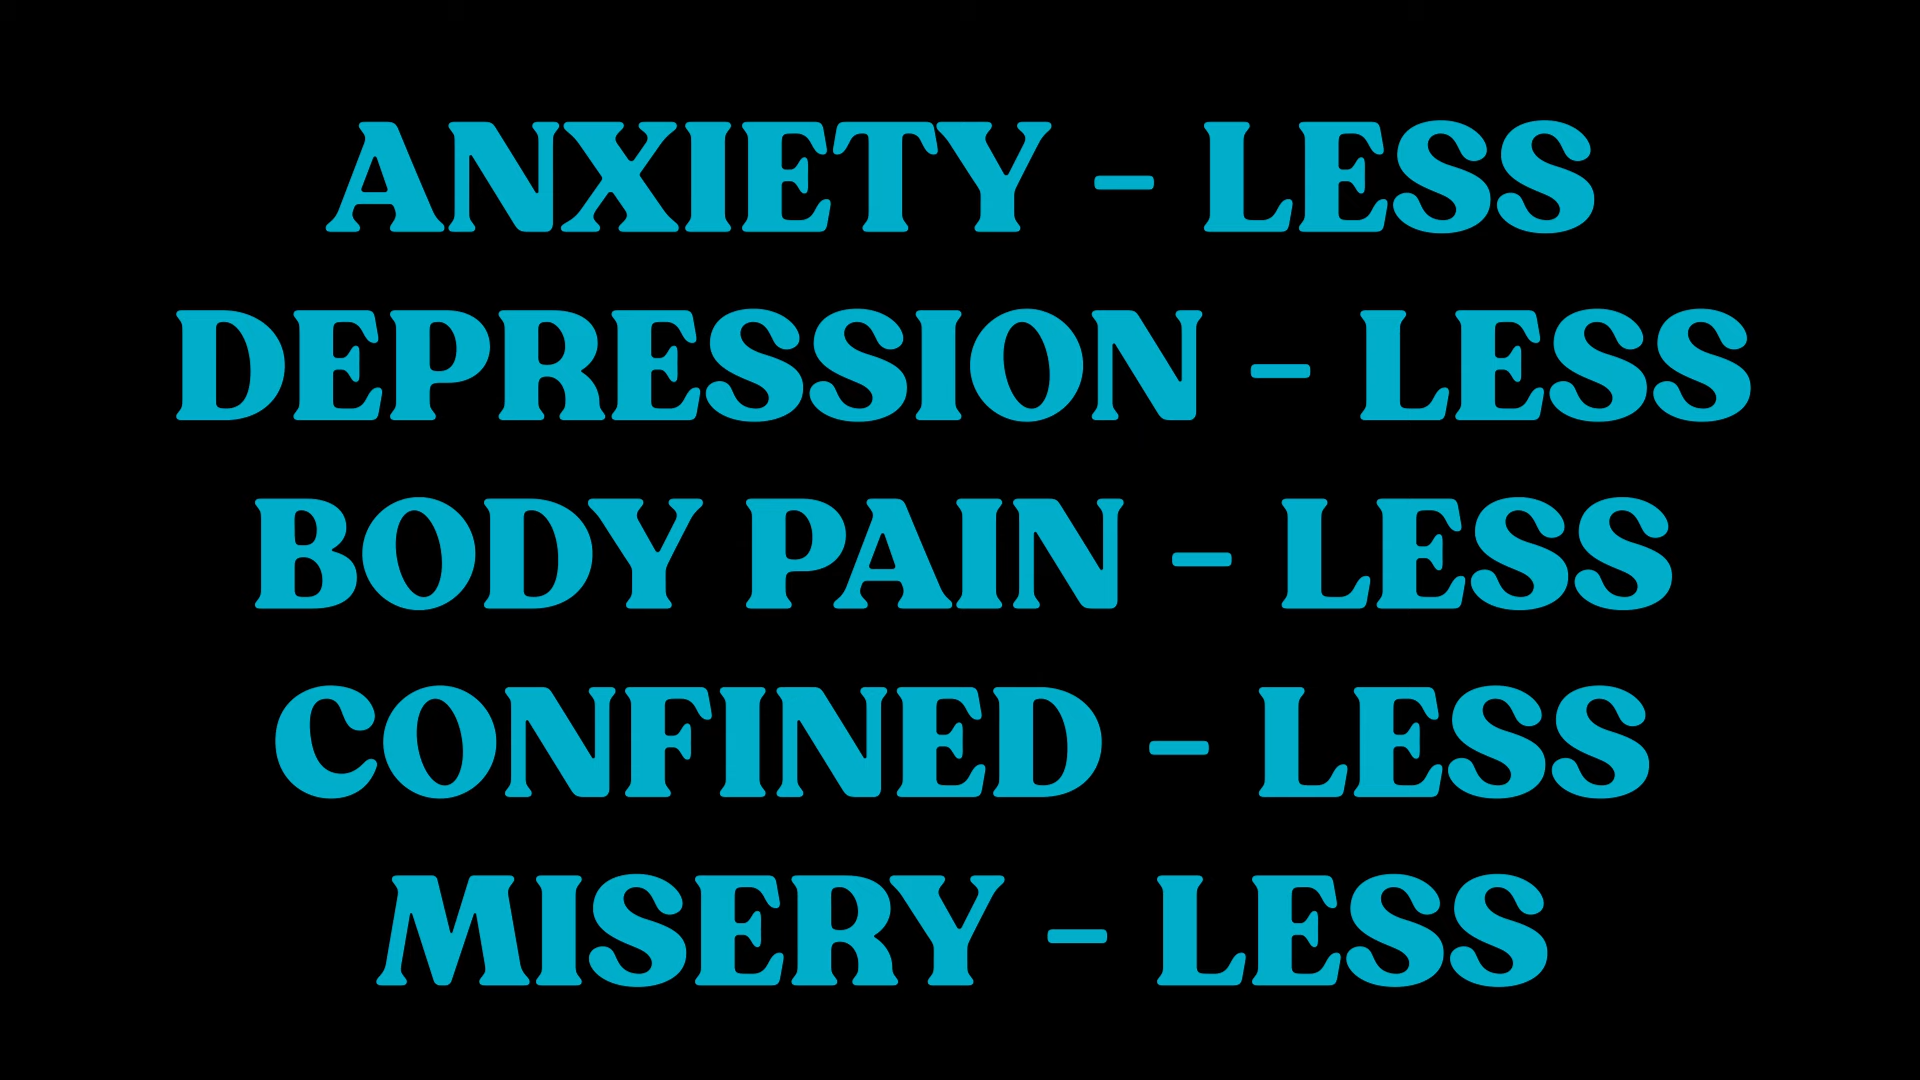 ANXIETY - LESS
DEPRESSION - LESS
BODY PAIN - LESS
CONFINED - LESS
MISERY - LESS